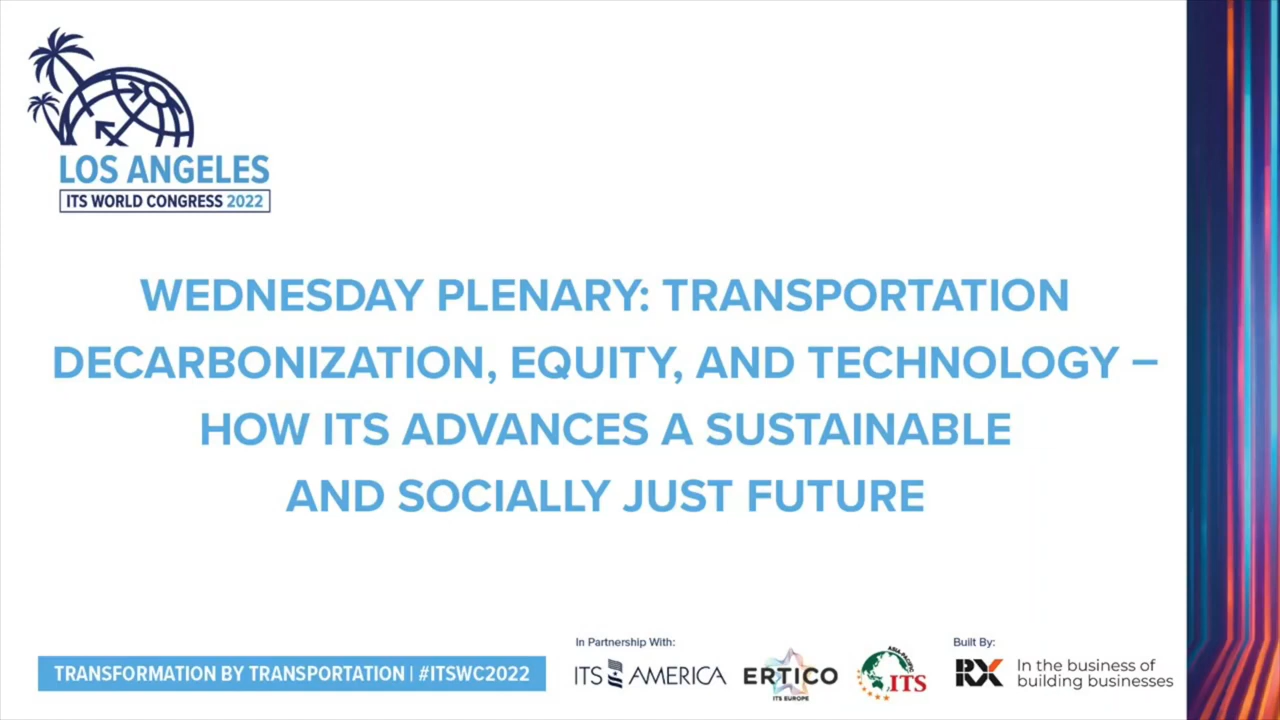 LOS ANGELES
ITS WORLD CONGRESS 2022
WEDNESDAY PLENARY: TRANSPORTATION
DECARBONIZATION, EQUITY, AND TECHNOLOGY –
HOW ITS ADVANCES A SUSTAINABLE
AND SOCIALLY JUST FUTURE
TRANSFORMATION BY TRANSPORTATION | #ITSWC2022
In Partnership With:
ITS AMERICA
ERTICO
ITS EUROPE
ASIA-PACIFIC
ITS
Built By:
RX
In the business of
building businesses